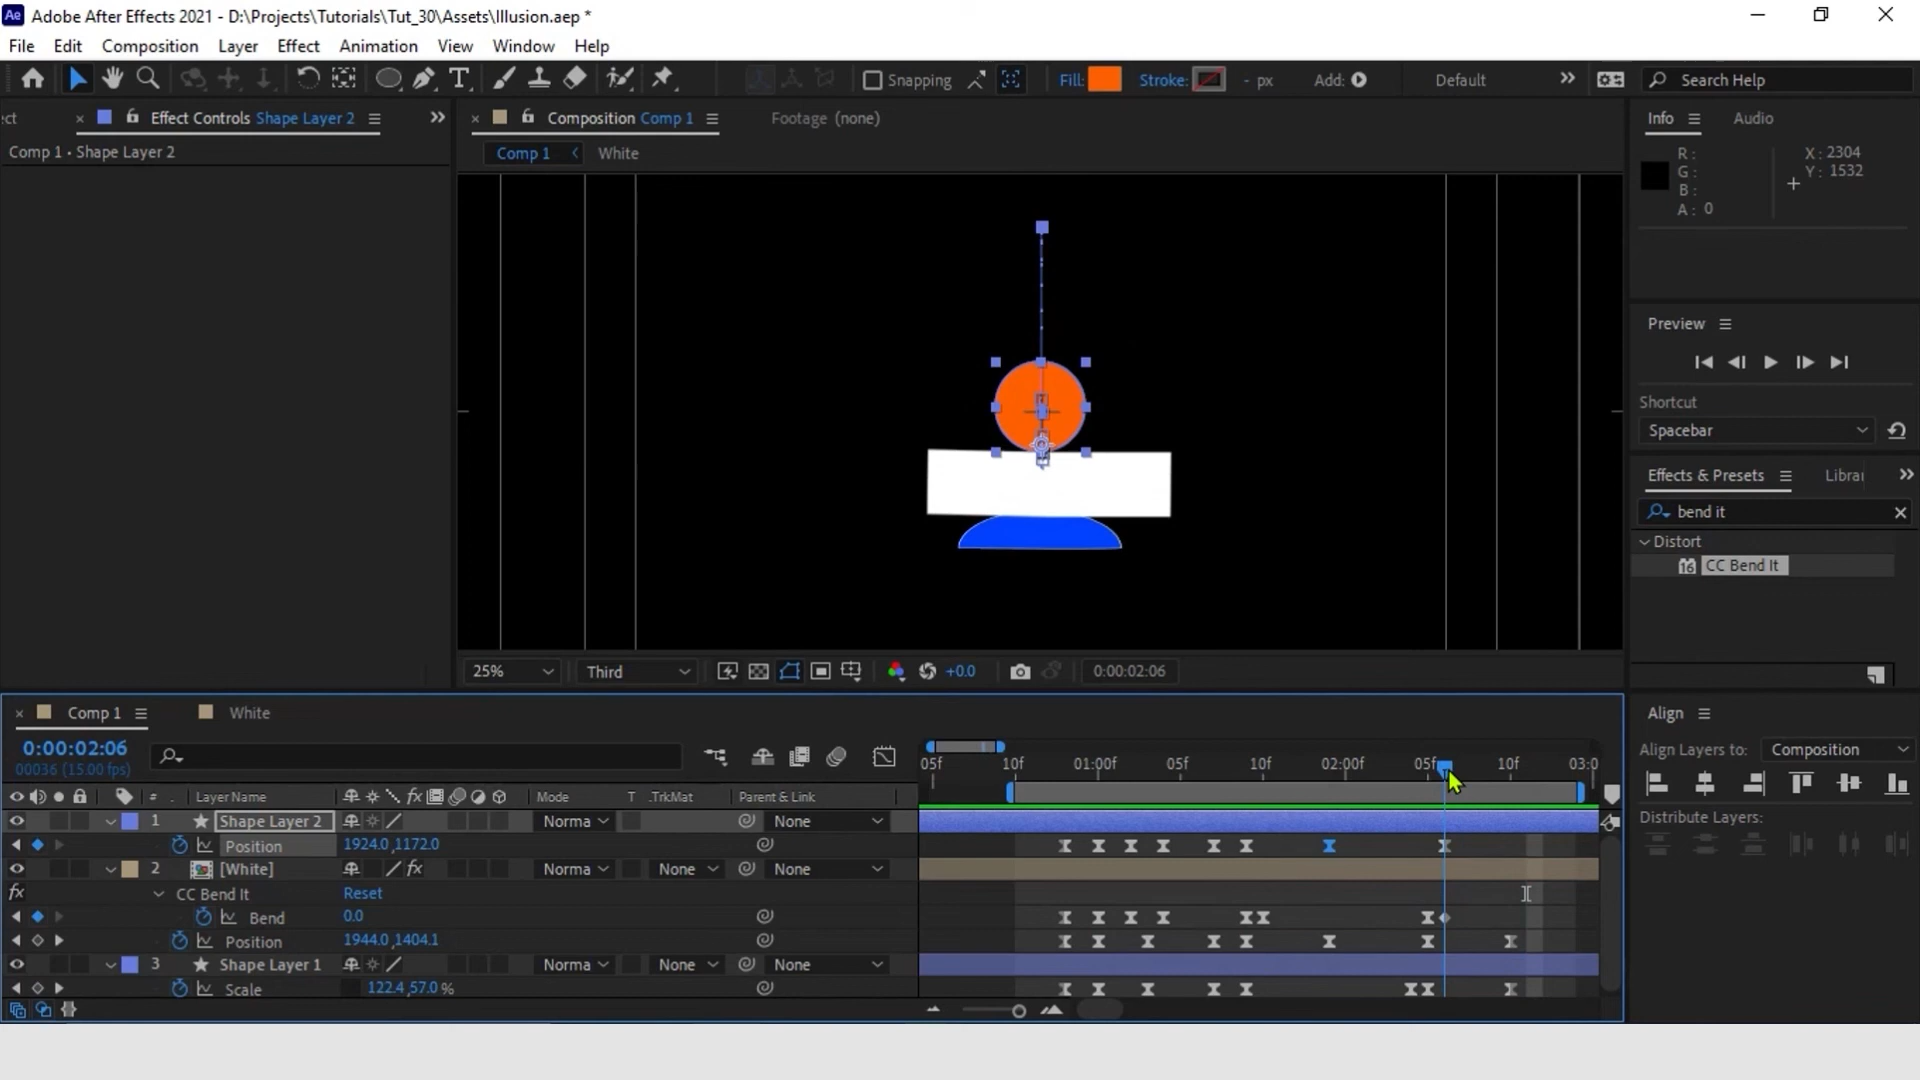 Ae Adobe After Effects 2021 - D:\Projects\Tutorials\Tut_30\Assets\Illusion.aep *
File Edit Composition Layer Effect Animation View Window Help
Snapping Fill: Stroke: - px Add: Default Search Help
ect × Effect Controls Shape Layer 2
Comp 1 • Shape Layer 2
× Composition Comp 1 Footage (none)
Comp 1 White
Info Audio
R: X: 2304
G: Y: 1532
B:
A: 0
Preview
Shortcut
Spacebar
Effects & Presets Librar
bend it
Distort
16 CC Bend It
25% Third +0.0 0:00:02:06
× Comp 1 White
0:00:02:06
00036 (15.00 fps)
05f 10f 01:00f 05f 10f 02:00f 05f 10f 03:0
# . Layer Name fx Mode T .TrkMat Parent & Link
1 Shape Layer 2 Norma None
Position 1924.0,1172.0
2 [White] fx Norma None None
fx CC Bend It Reset
Bend 0.0
Position 1944.0,1404.1
3 Shape Layer 1 Norma None None
Scale 122.4,57.0 %
Align
Align Layers to: Composition
Distribute Layers: